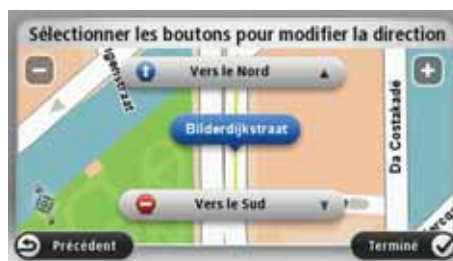 Sélectionner les boutons pour modifier la direction
Vers le Nord
Bilderdijkstraat
Da Costakade
Vers le Sud
Précédent
Terminé